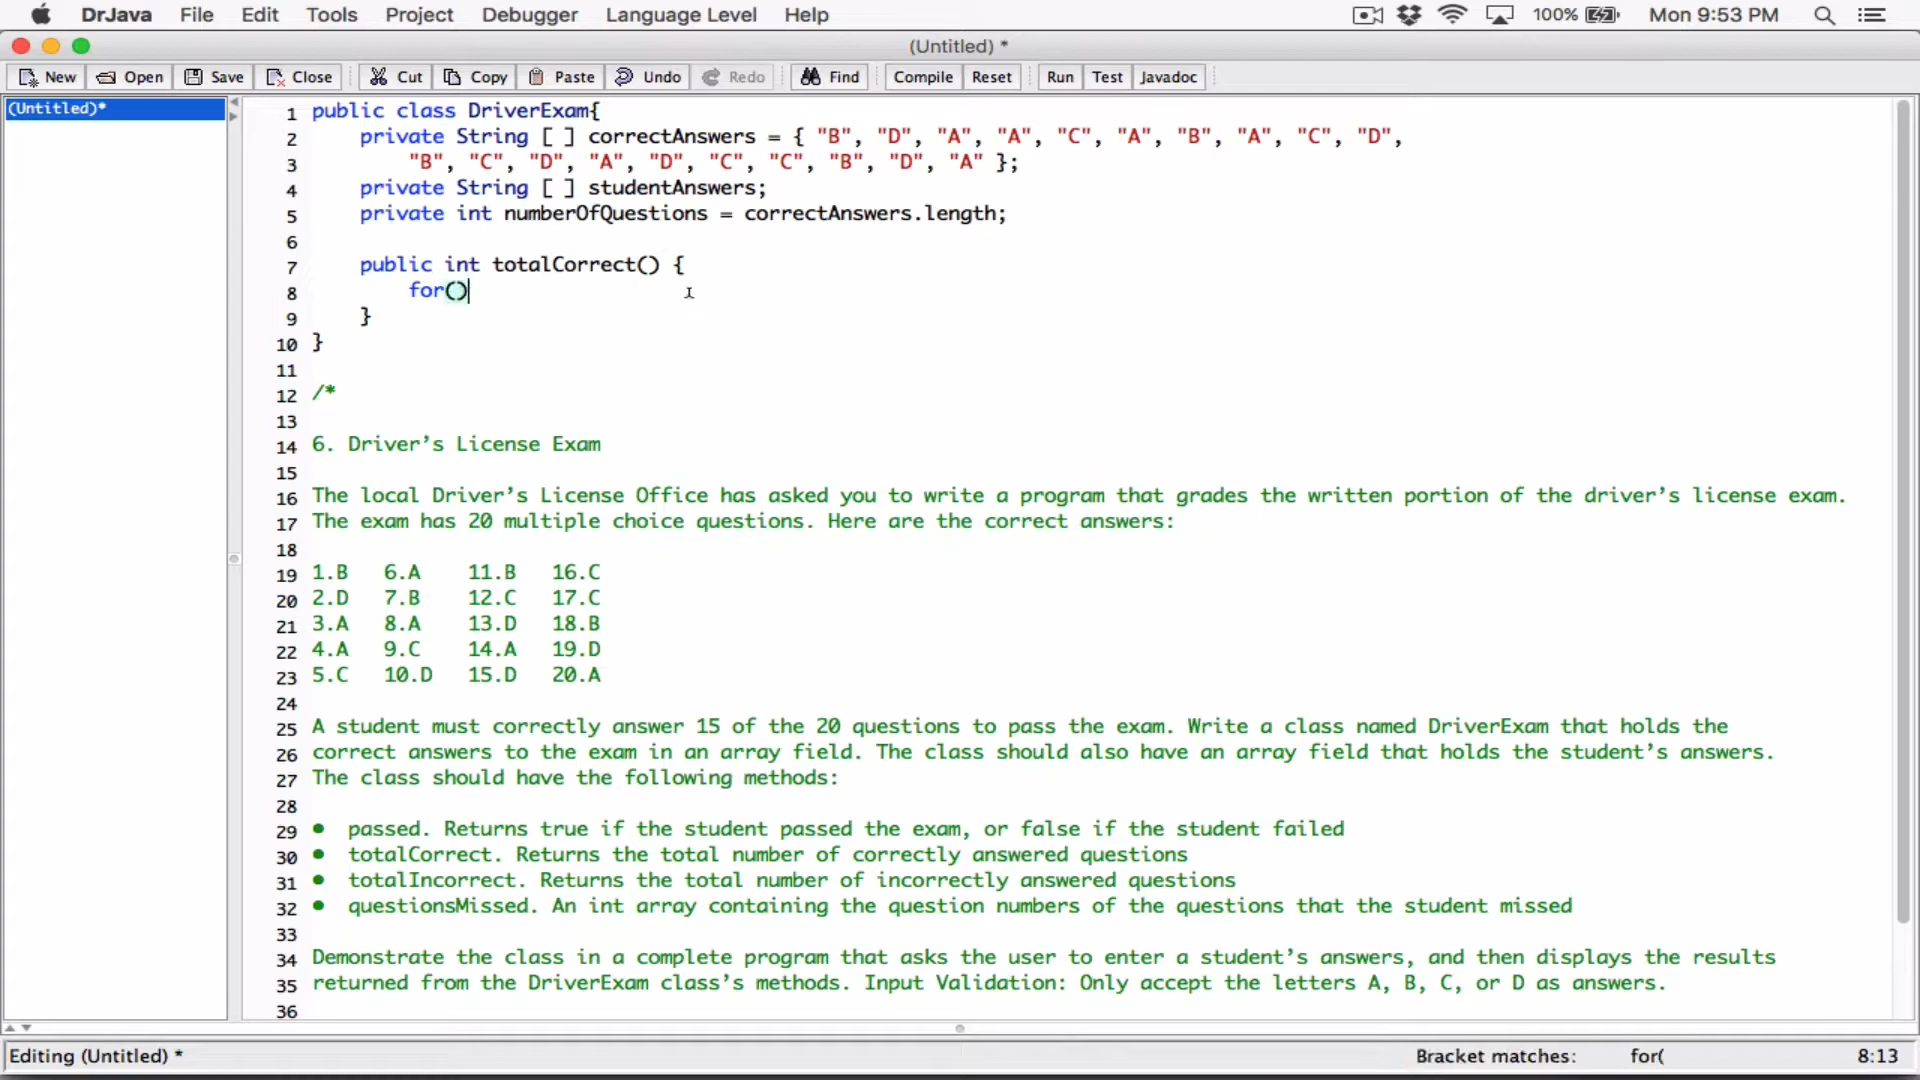 DrJava File Edit Tools Project Debugger Language Level Help 100% Mon 9:53 PM
(Untitled) *
New Open Save Close Cut Copy Paste Undo Redo Find Compile Reset Run Test Javadoc
(Untitled)*
1 public class DriverExam{
2 private String [ ] correctAnswers = { "B", "D", "A", "A", "C", "A", "B", "A", "C", "D",
3 "B", "C", "D", "A", "D", "C", "C", "B", "D", "A" };
4 private String [ ] studentAnswers;
5 private int numberOfQuestions = correctAnswers.length;
6
7 public int totalCorrect() {
8 for()
9 }
10 }
11
12 /*
13
14 6. Driver’s License Exam
15
16 The local Driver’s License Office has asked you to write a program that grades the written portion of the driver’s license exam.
17 The exam has 20 multiple choice questions. Here are the correct answers:
18
19 1.B 6.A 11.B 16.C
20 2.D 7.B 12.C 17.C
21 3.A 8.A 13.D 18.B
22 4.A 9.C 14.A 19.D
23 5.C 10.D 15.D 20.A
24
25 A student must correctly answer 15 of the 20 questions to pass the exam. Write a class named DriverExam that holds the
26 correct answers to the exam in an array field. The class should also have an array field that holds the student’s answers.
27 The class should have the following methods:
28
29 • passed. Returns true if the student passed the exam, or false if the student failed
30 • totalCorrect. Returns the total number of correctly answered questions
31 • totalIncorrect. Returns the total number of incorrectly answered questions
32 • questionsMissed. An int array containing the question numbers of the questions that the student missed
33
34 Demonstrate the class in a complete program that asks the user to enter a student’s answers, and then displays the results
35 returned from the DriverExam class’s methods. Input Validation: Only accept the letters A, B, C, or D as answers.
36
Editing (Untitled) * Bracket matches: for( 8:13